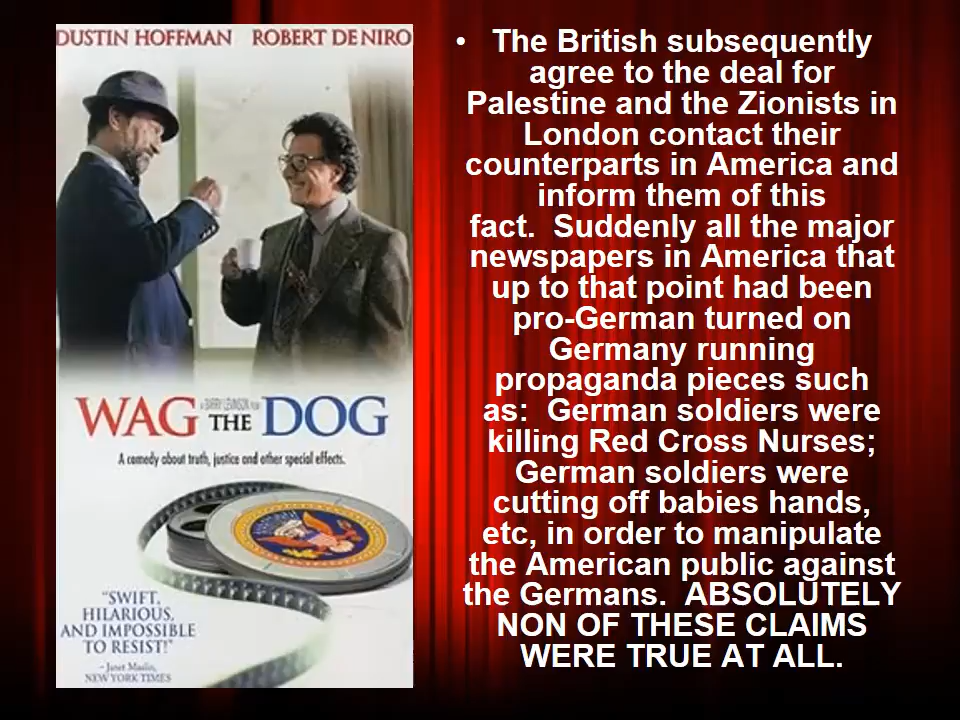 DUSTIN HOFFMAN ROBERT DE NIRO
WAG THE DOG
A BARRY LEVINSON FILM
A comedy about truth, justice and other special effects.
"SWIFT,
HILARIOUS,
AND IMPOSSIBLE
TO RESIST!"
- Janet Maslin,
NEW YORK TIMES
• The British subsequently
agree to the deal for
Palestine and the Zionists in
London contact their
counterparts in America and
inform them of this
fact. Suddenly all the major
newspapers in America that
up to that point had been
pro-German turned on
Germany running
propaganda pieces such
as: German soldiers were
killing Red Cross Nurses;
German soldiers were
cutting off babies hands,
etc, in order to manipulate
the American public against
the Germans. ABSOLUTELY
NON OF THESE CLAIMS
WERE TRUE AT ALL.